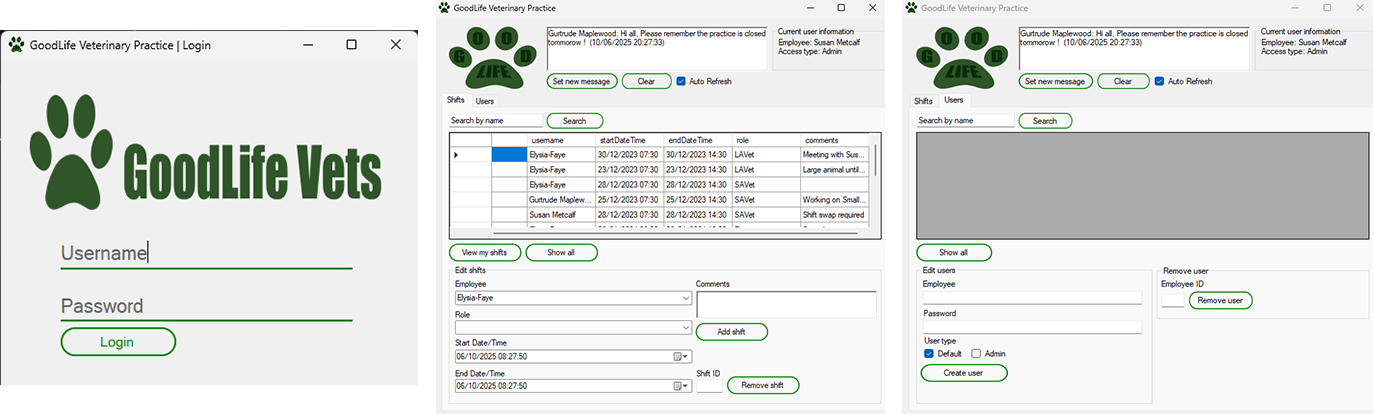 GoodLife Veterinary Practice | Login
GoodLife Vets
Username
Password
Login
GoodLife Veterinary Practice
GOOD
LIFE
Gurtrude Maplewood: Hi all, Please remember the practice is closed
tommorow ! (10/06/2025 20:27:33)
Current user information
Employee: Susan Metcalf
Access type: Admin
Set new message Clear Auto Refresh
Shifts Users
Search by name Search
username startDateTime endDateTime role comments
Elysia-Faye 30/12/2023 07:30 30/12/2023 14:30 LAVet Meeting with Sus...
Elysia-Faye 23/12/2023 07:30 23/12/2023 14:30 LAVet Large animal until...
Elysia-Faye 28/12/2023 07:30 28/12/2023 14:30 SAVet
Gurtrude Maplew... 25/12/2023 07:30 25/12/2023 14:30 SAVet Working on Small...
Susan Metcalf 28/12/2023 07:30 28/12/2023 14:30 SAVet Shift swap required
View my shifts Show all
Edit shifts
Employee Comments
Elysia-Faye
Role
Add shift
Start Date/Time
06/10/2025 08:27:50
End Date/Time Shift ID
06/10/2025 08:27:50 Remove shift
GoodLife Veterinary Practice
GOOD
LIFE
Gurtrude Maplewood: Hi all, Please remember the practice is closed
tommorow ! (10/06/2025 20:27:33)
Current user information
Employee: Susan Metcalf
Access type: Admin
Set new message Clear Auto Refresh
Shifts Users
Search by name Search
Show all
Edit users Remove user
Employee Employee ID
Remove user
Password
User type
Default Admin
Create user